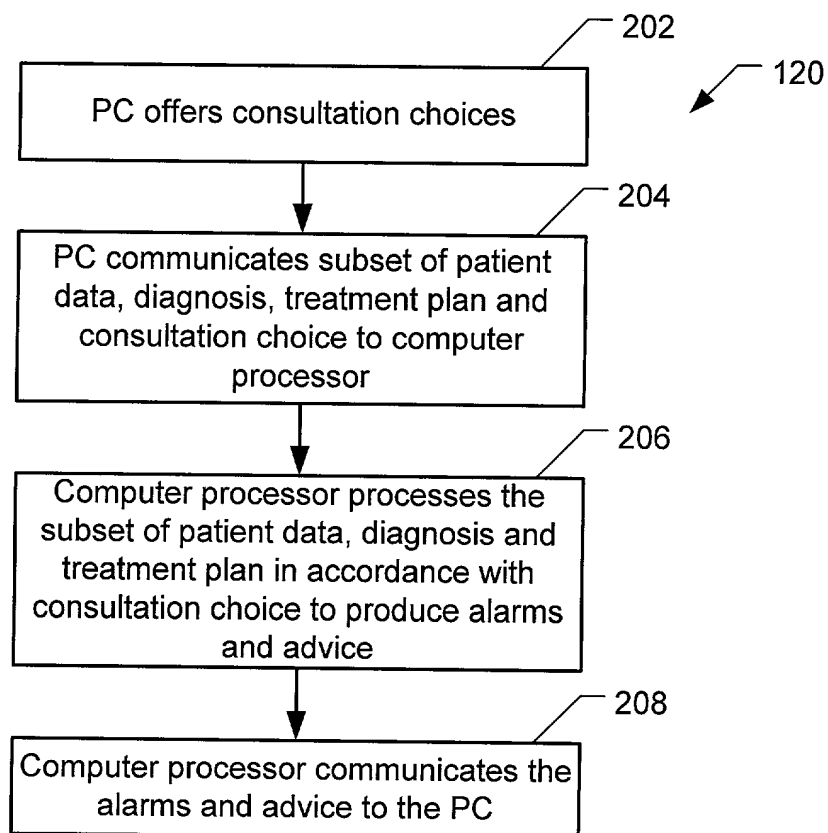 202
120
PC offers consultation choices
204
PC communicates subset of patient
data, diagnosis, treatment plan and
consultation choice to computer
processor
206
Computer processor processes the
subset of patient data, diagnosis and
treatment plan in accordance with
consultation choice to produce alarms
and advice
208
Computer processor communicates the
alarms and advice to the PC